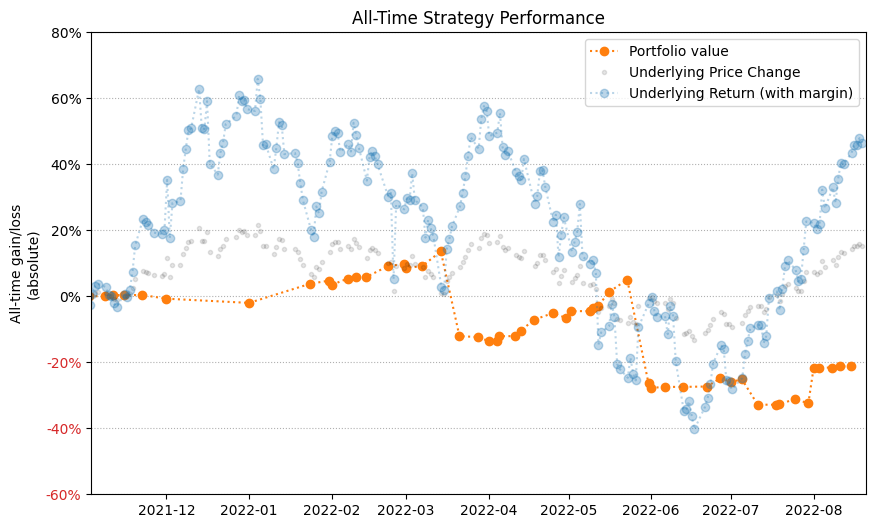 All-Time Strategy Performance
All-time gain/loss
(absolute)
80%
60%
40%
20%
0%
-20%
-40%
-60%
Portfolio value
Underlying Price Change
Underlying Return (with margin)
2021-12 2022-01 2022-02 2022-03 2022-04 2022-05 2022-06 2022-07 2022-08